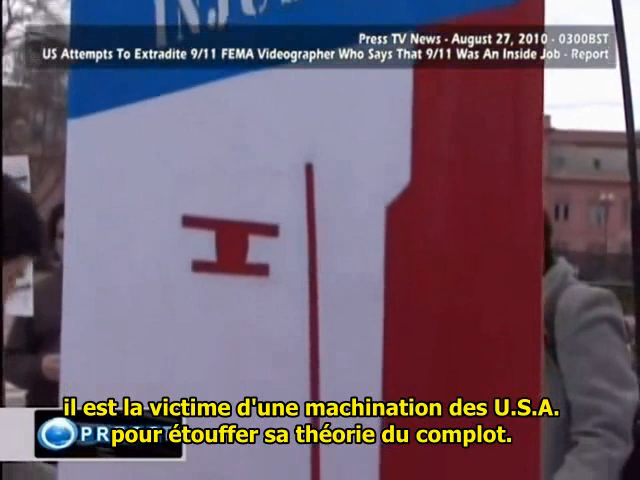 Press TV News - August 27, 2010 - 0300BST
US Attempts To Extradite 9/11 FEMA Videographer Who Says That 9/11 Was An Inside Job - Report
il est la victime d'une machination des U.S.A.
pour étouffer sa théorie du complot.